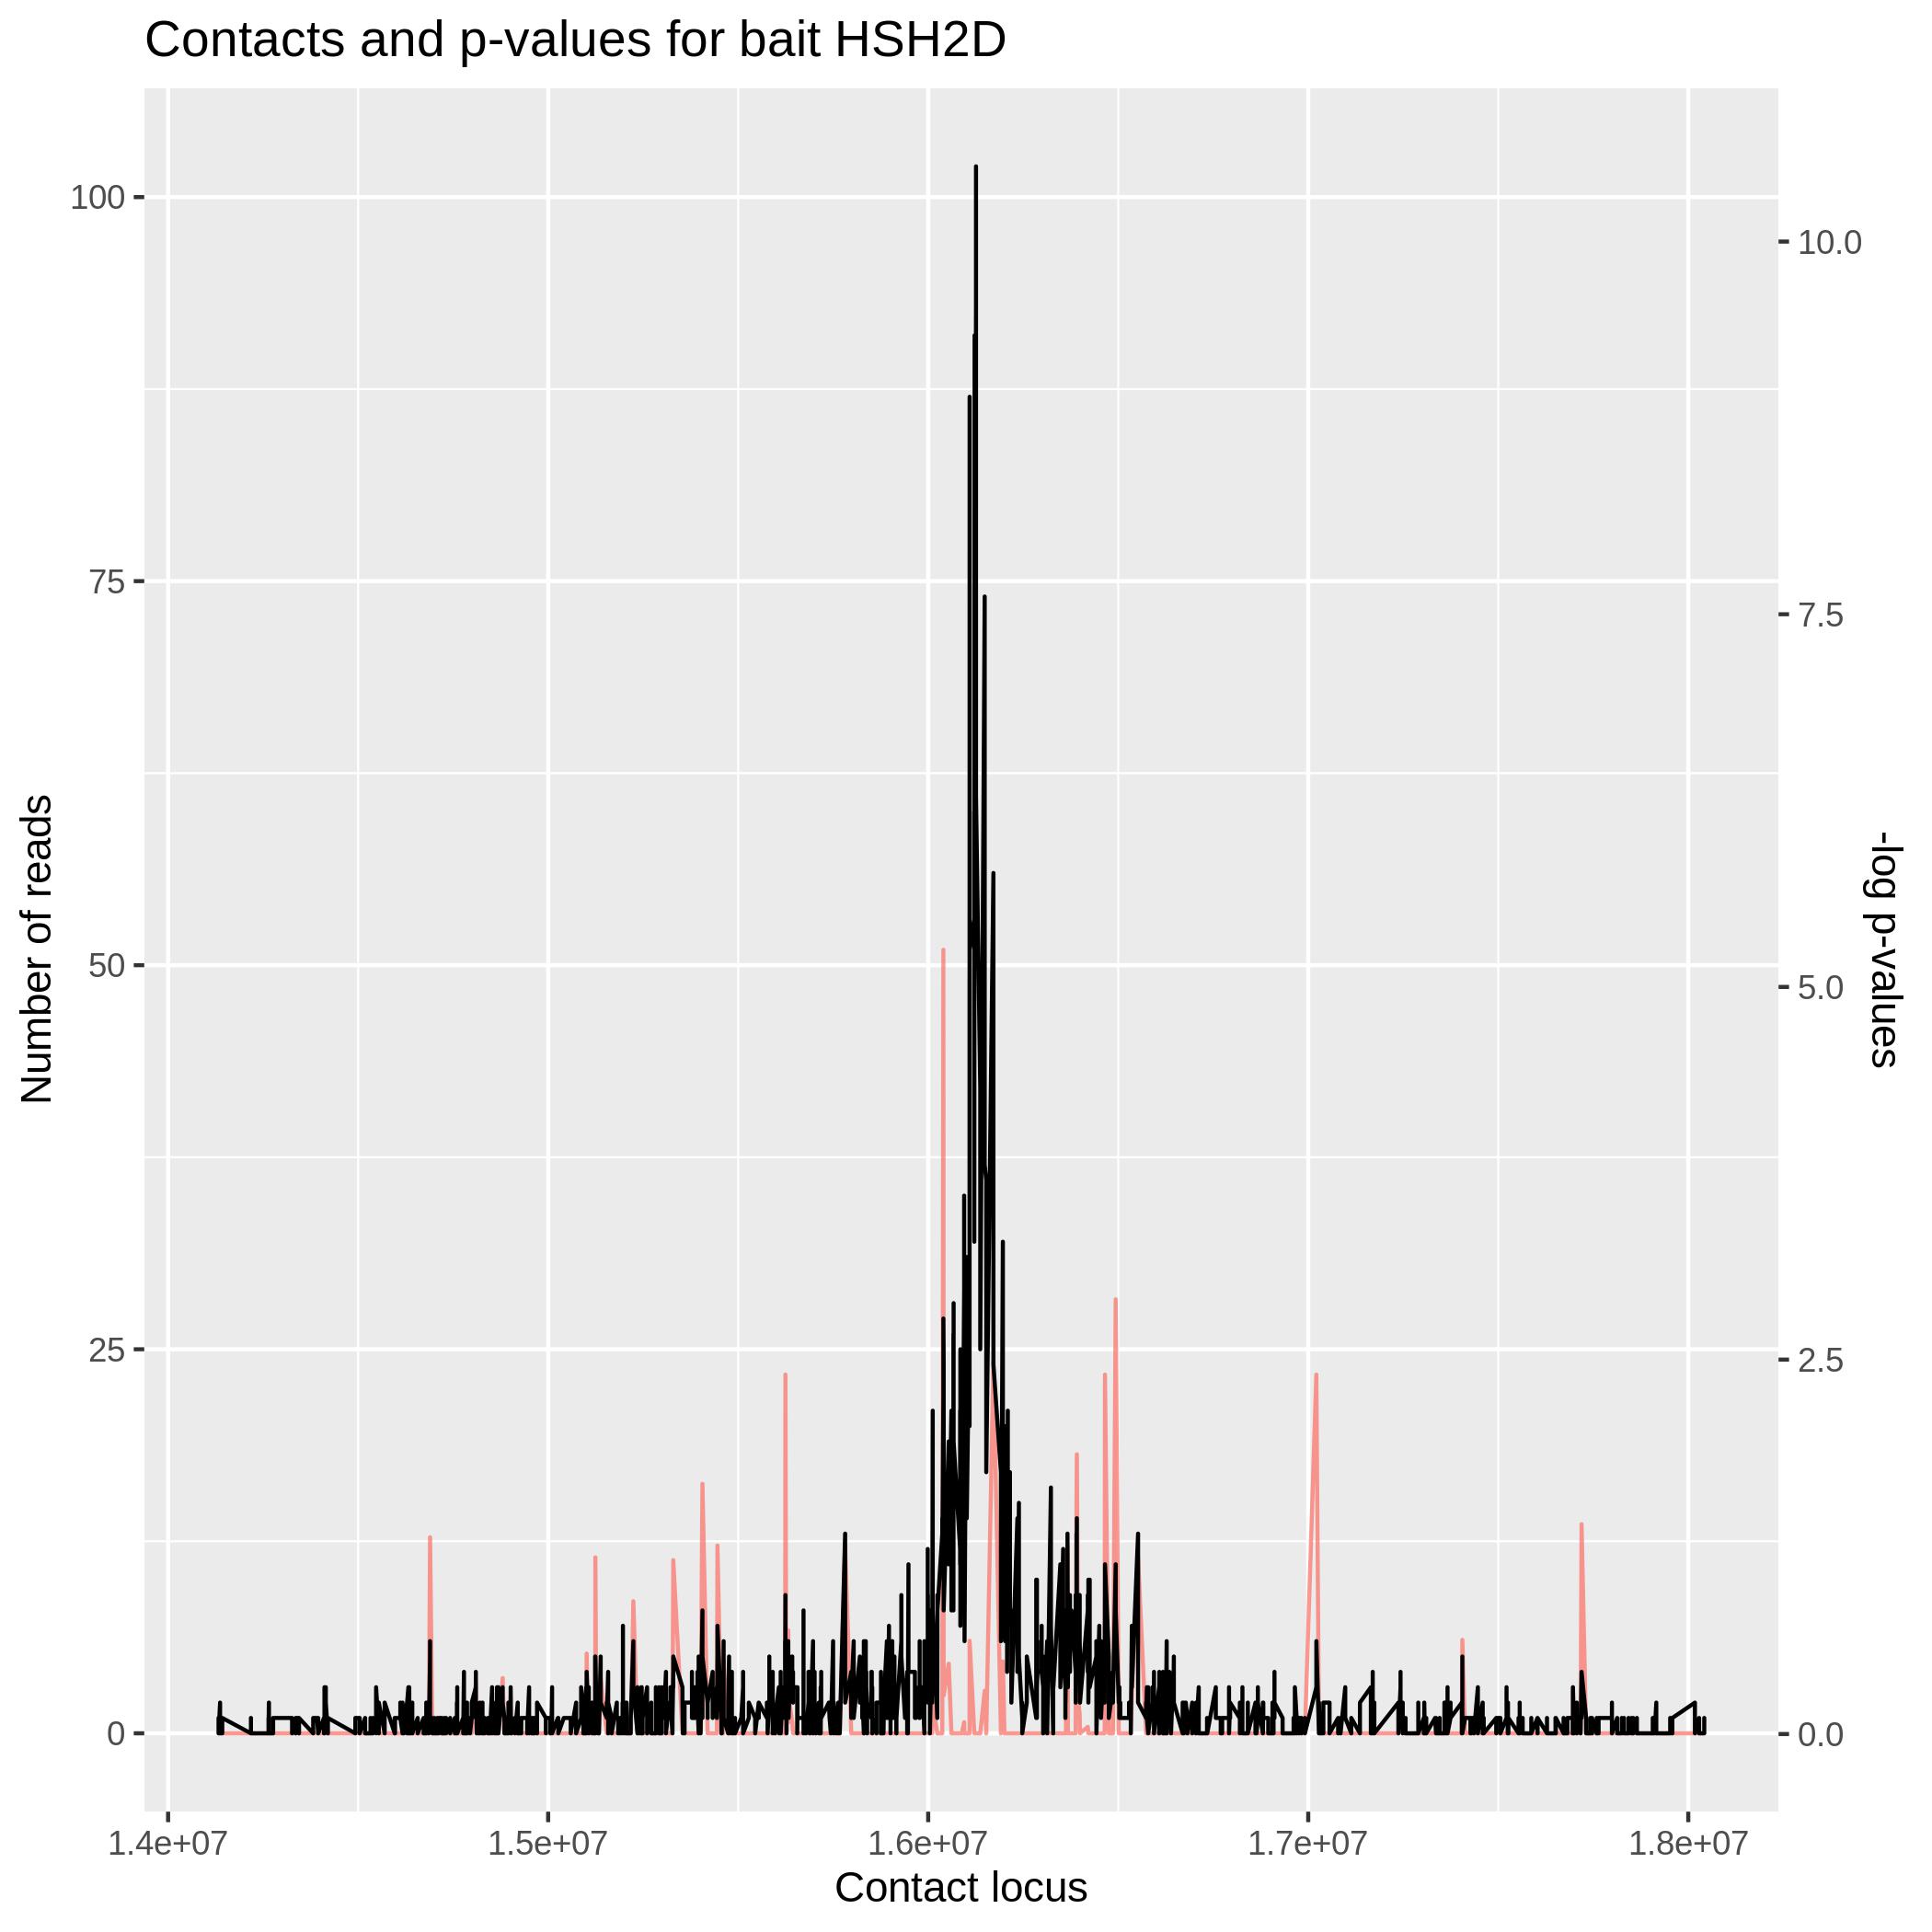 Contacts and p-values for bait HSH2D
100
75
50
25
0
Number of reads
10.0
7.5
5.0
2.5
0.0
-log p-values
1.4e+07
1.5e+07
1.6e+07
1.7e+07
1.8e+07
Contact locus